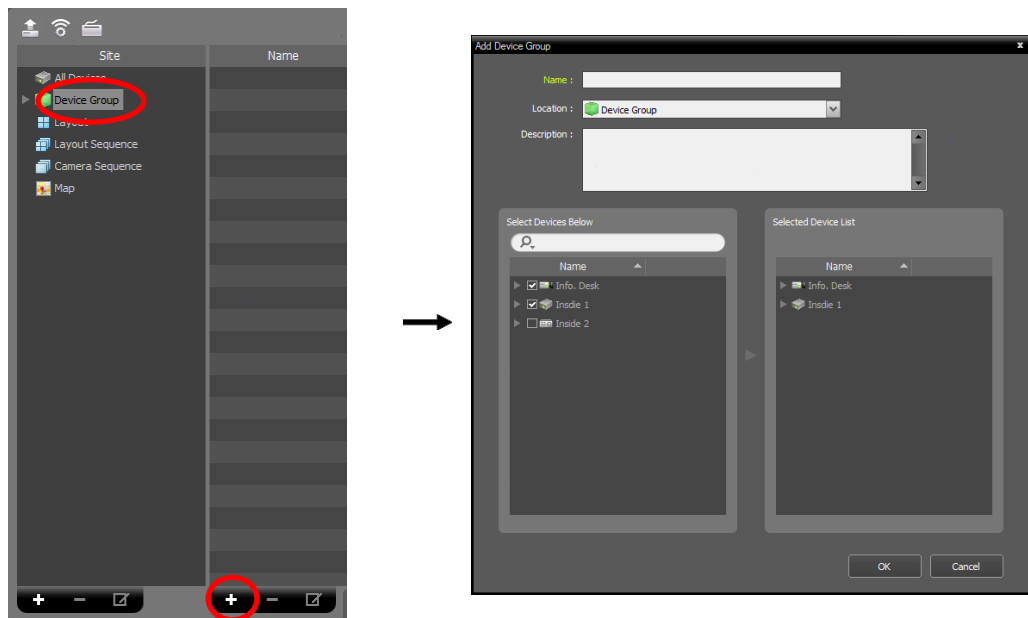 Site
Name
All Devices
Device Group
Layout
Layout Sequence
Camera Sequence
Map
Add Device Group
x
Name :
Location :
Device Group
Description :
Select Devices Below
Name
Info. Desk
Insdie 1
Inside 2
Selected Device List
Name
Info. Desk
Insdie 1
OK
Cancel